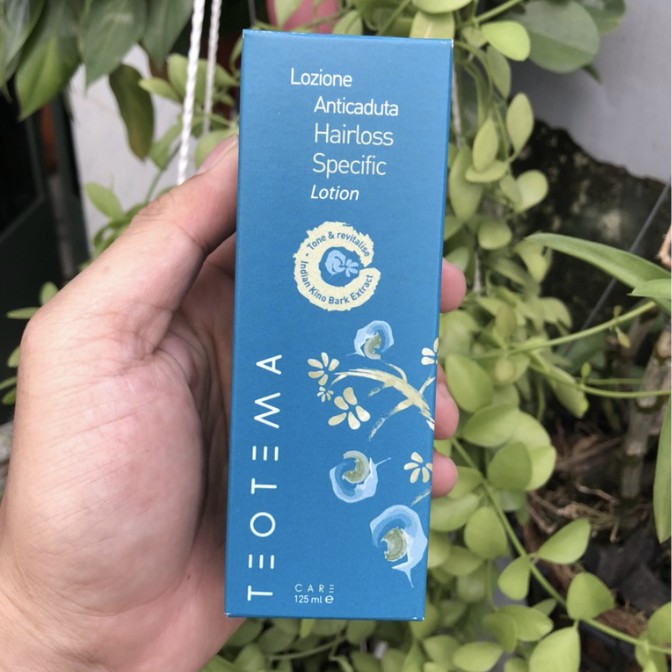 Lozione
Anticaduta
Hairloss
Specific
Lotion
• Tone & revitalise •
Indian Kino Bark Extract
TEOTEMA
CARE
125 ml e